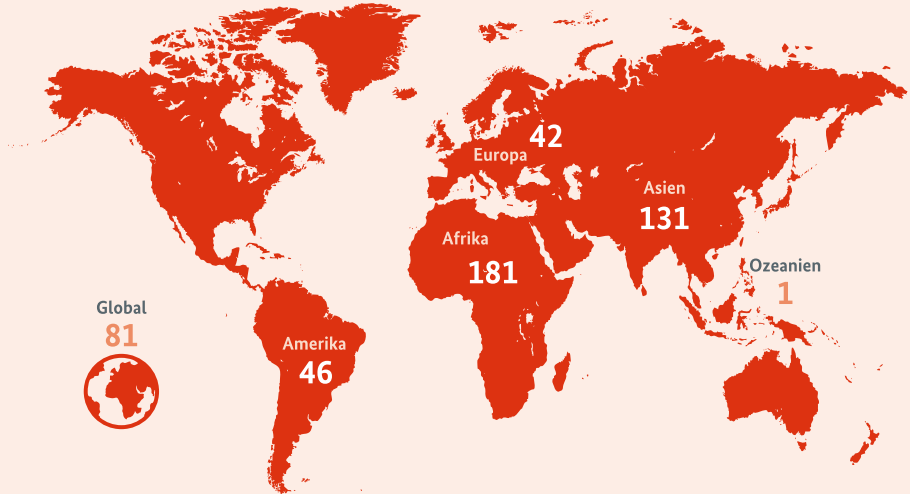 42
Europa
Asien
131
Afrika
181
Ozeanien
1
Global
81
Amerika
46